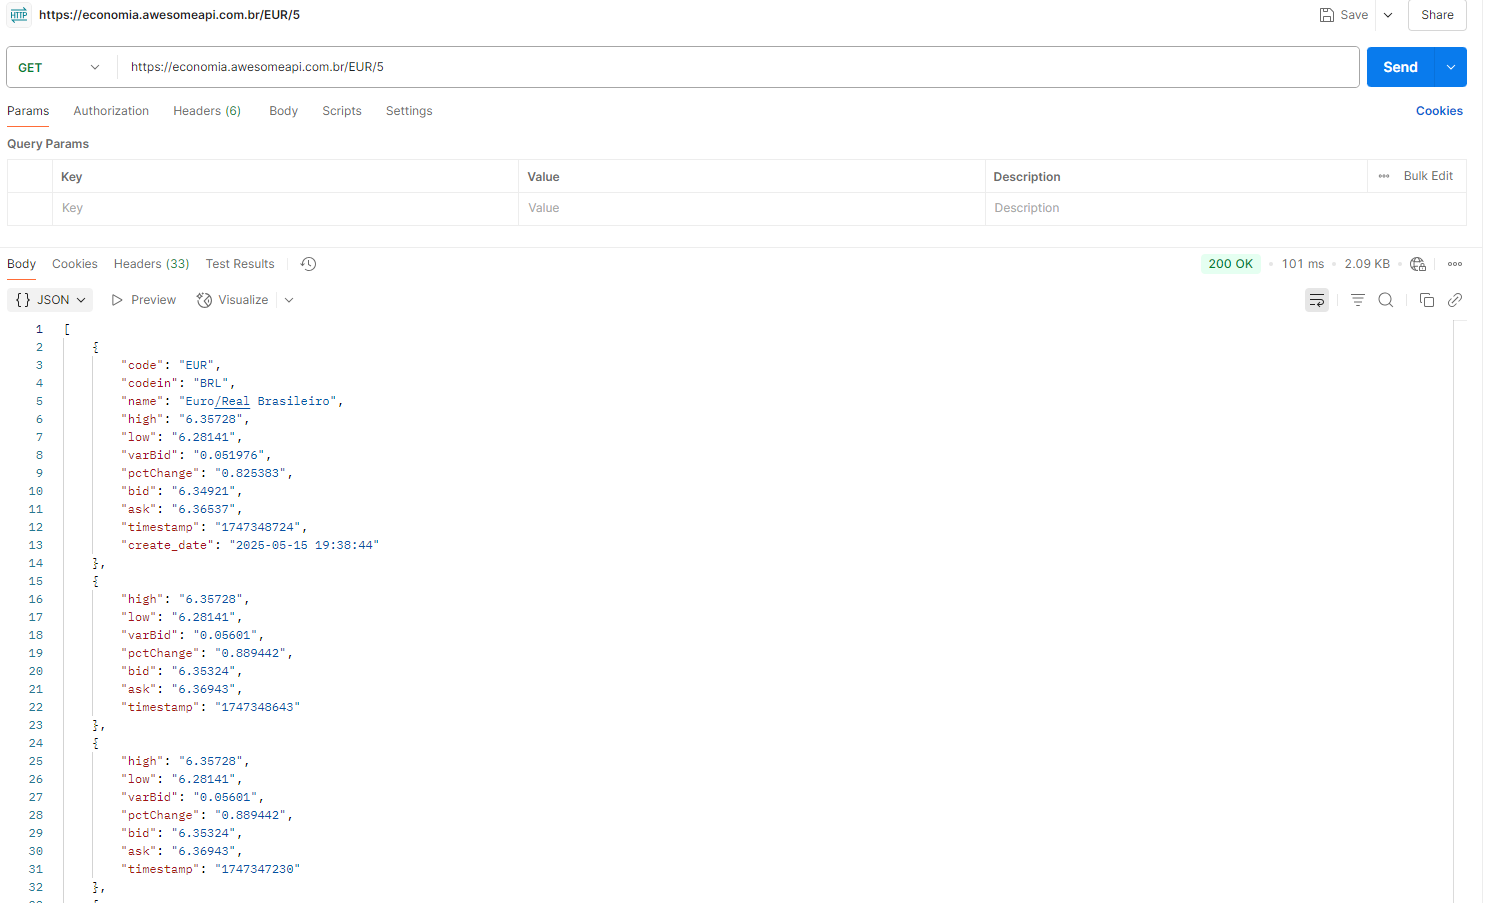 HTTP https://economia.awesomeapi.com.br/EUR/5 Save Share
GET https://economia.awesomeapi.com.br/EUR/5 Send
Params Authorization Headers (6) Body Scripts Settings Cookies
Query Params
Key Value Description Bulk Edit
Key Value Description
Body Cookies Headers (33) Test Results 200 OK 101 ms 2.09 KB
{} JSON Preview Visualize
1 [
2 {
3 "code": "EUR",
4 "codein": "BRL",
5 "name": "Euro/Real Brasileiro",
6 "high": "6.35728",
7 "low": "6.28141",
8 "varBid": "0.051976",
9 "pctChange": "0.825383",
10 "bid": "6.34921",
11 "ask": "6.36537",
12 "timestamp": "1747348724",
13 "create_date": "2025-05-15 19:38:44"
14 },
15 {
16 "high": "6.35728",
17 "low": "6.28141",
18 "varBid": "0.05601",
19 "pctChange": "0.889442",
20 "bid": "6.35324",
21 "ask": "6.36943",
22 "timestamp": "1747348643"
23 },
24 {
25 "high": "6.35728",
26 "low": "6.28141",
27 "varBid": "0.05601",
28 "pctChange": "0.889442",
29 "bid": "6.35324",
30 "ask": "6.36943",
31 "timestamp": "1747347230"
32 },